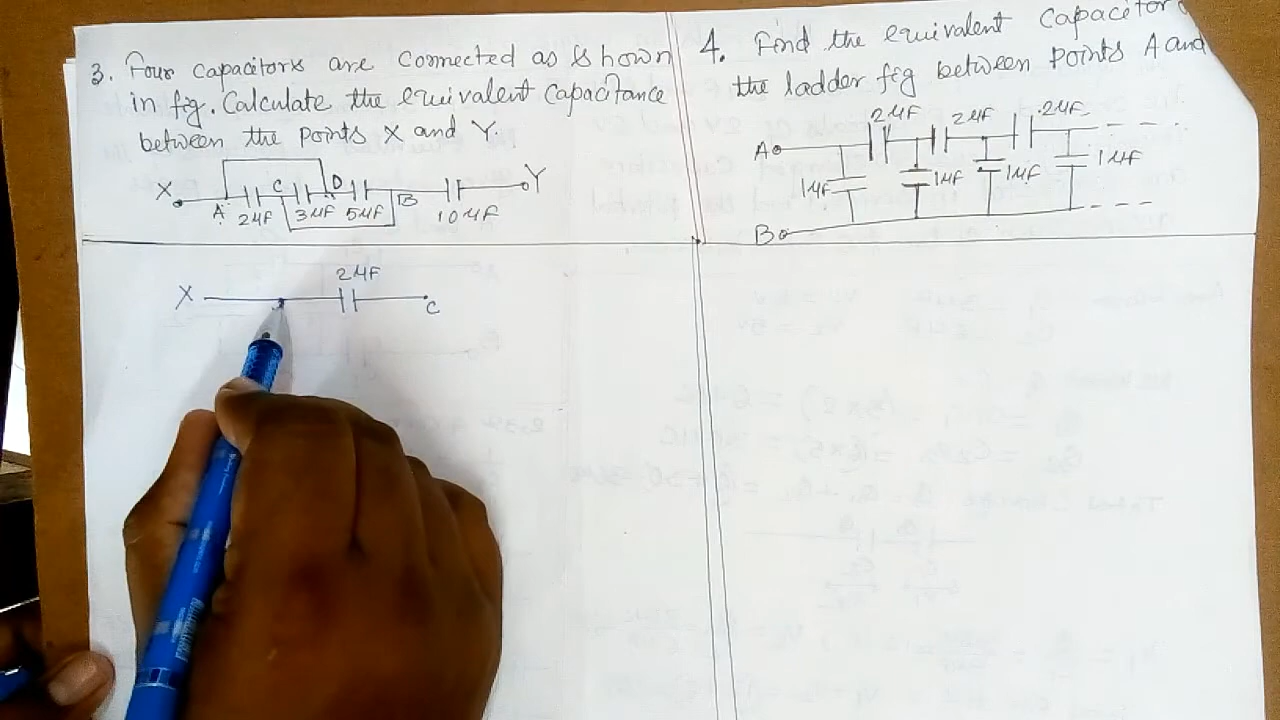 3. Four capacitors are connected as shown
in fig. Calculate the equivalent capacitance
between the points X and Y.
X A 2μF C 3μF D 5μF B 10μF Y
4. Find the equivalent capacitor
the ladder fig between points A and
A 2μF 2μF 2μF
1μF 1μF 1μF 1μF
B
X 2μF C